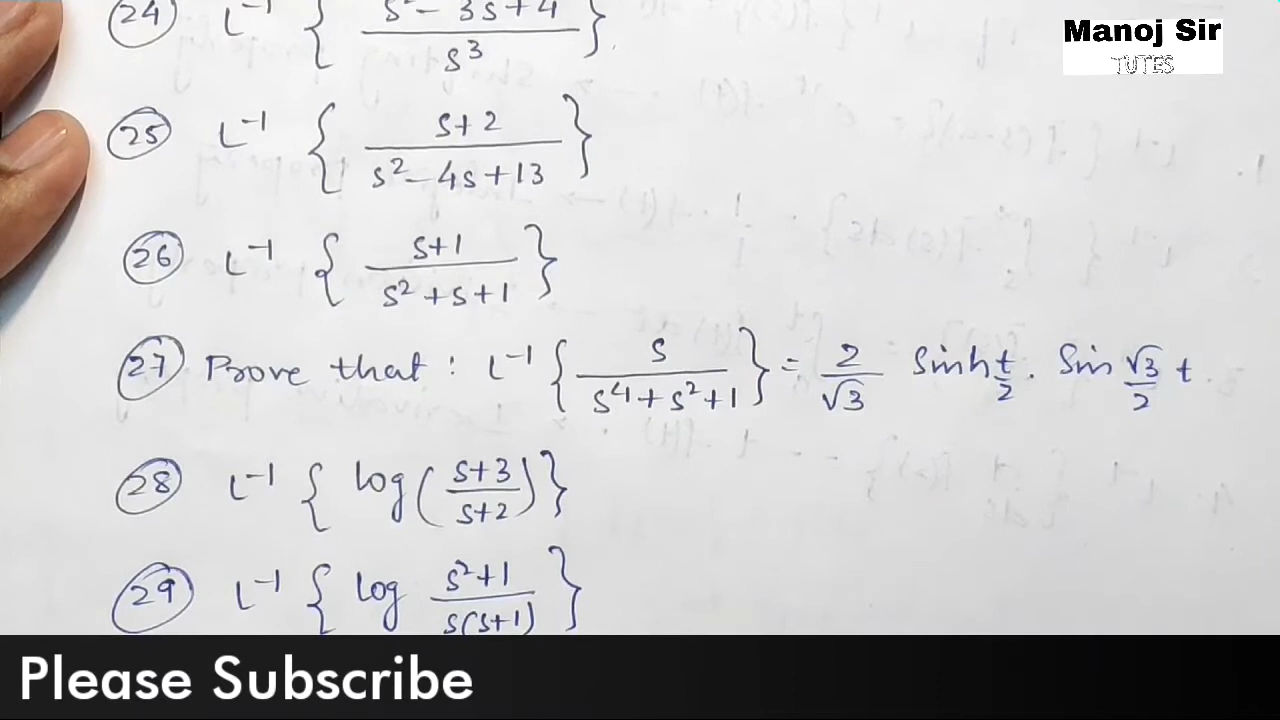 Manoj Sir
TUTES
(24) L⁻¹ { s² - 3s + 4 / s³ }
(25) L⁻¹ { s+2 / s² - 4s + 13 }
(26) L⁻¹ { s+1 / s² + s + 1 }
(27) Prove that : L⁻¹ { s / s⁴ + s² + 1 } = 2/√3 Sinh t/2 . Sin √3/2 t
(28) L⁻¹ { log ( s+3 / s+2 ) }
(29) L⁻¹ { log s²+1 / s(s+1) }
Please Subscribe